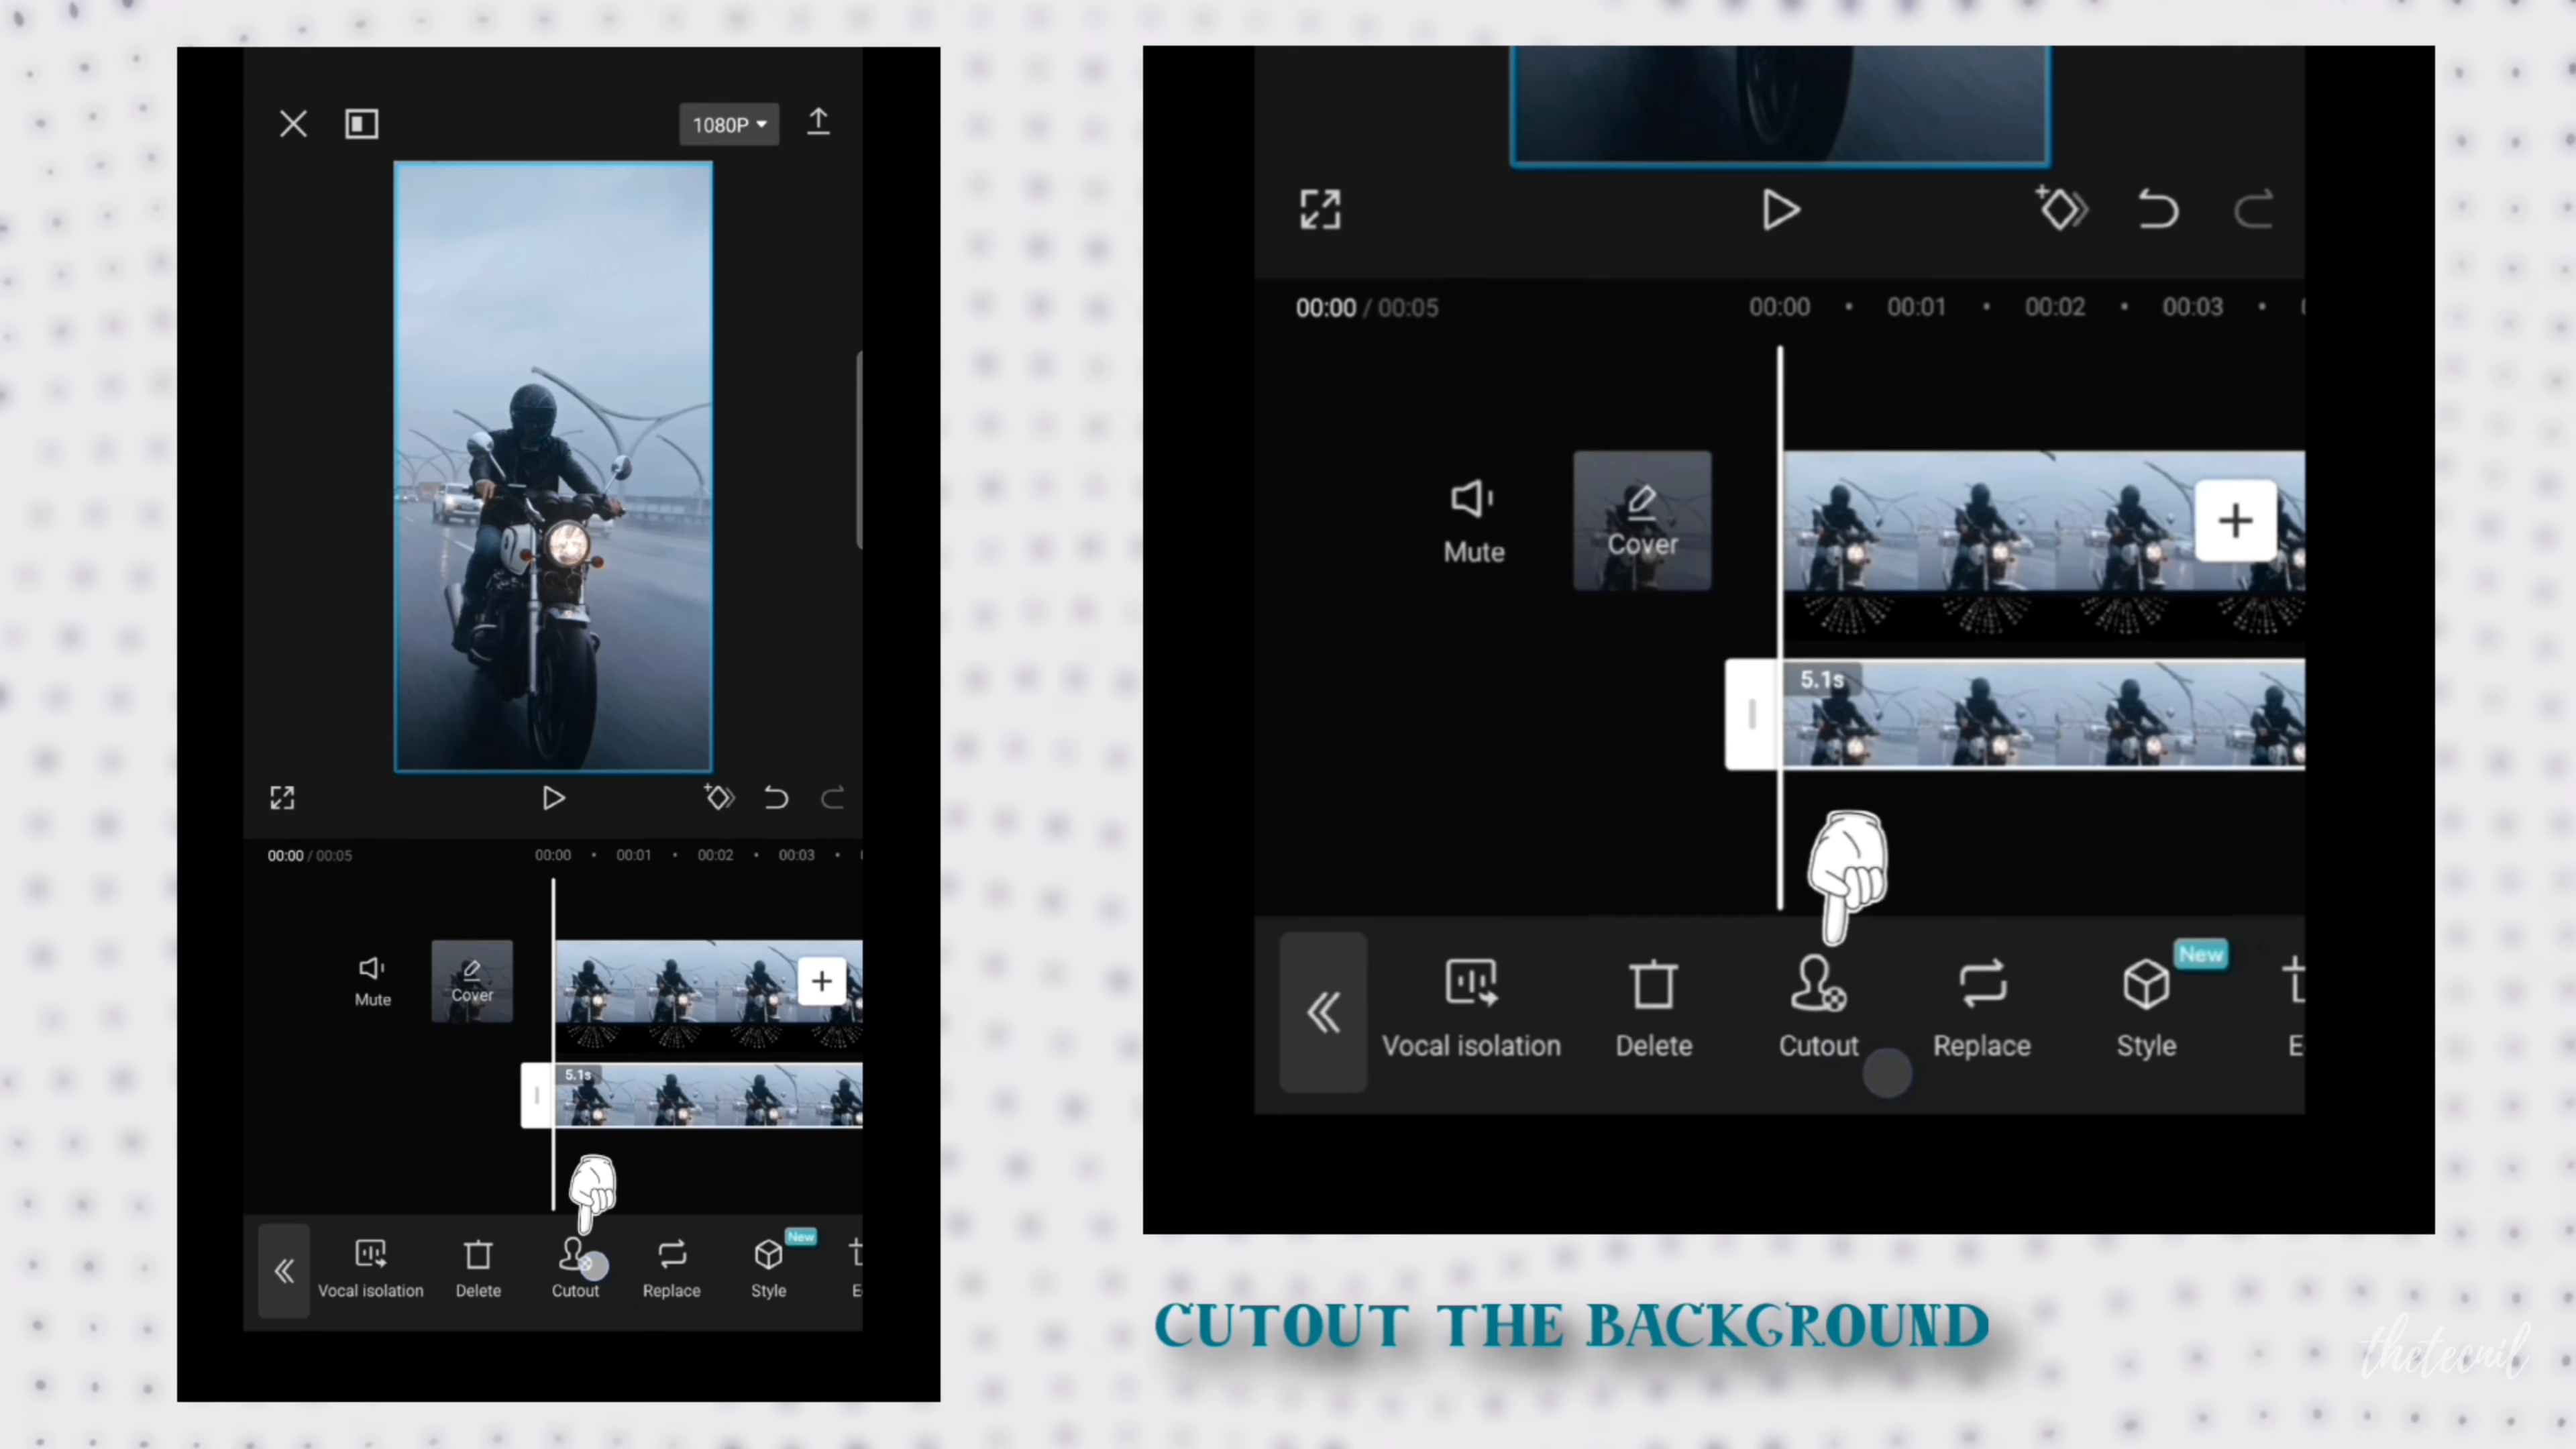 1080P
00:00 / 00:05
00:00 00:01 00:02 00:03
Mute
Cover
5.1s
New
Vocal isolation
Delete
Cutout
Replace
Style
E
00:00 / 00:05
00:00 00:01 00:02 00:03
Mute
Cover
5.1s
New
Vocal isolation
Delete
Cutout
Replace
Style
E
CUTOUT THE BACKGROUND
thetecnil